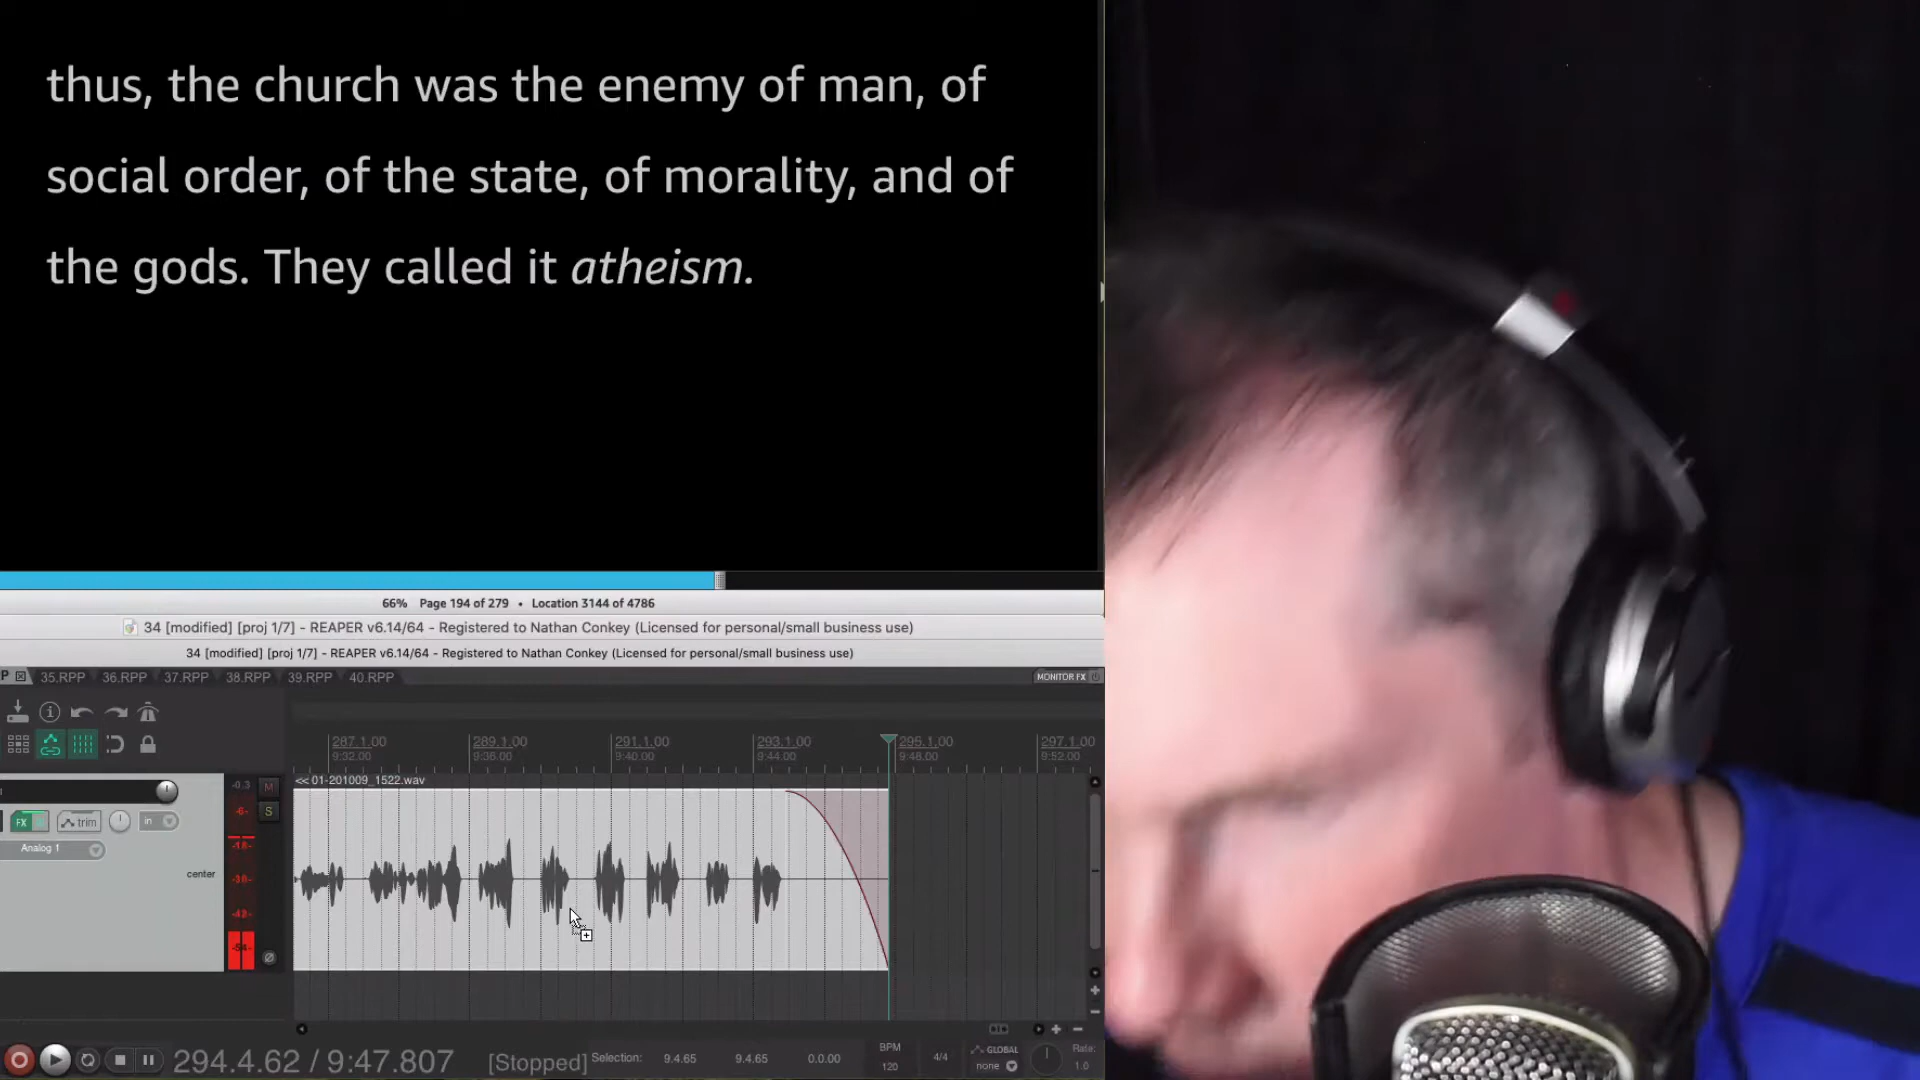 thus, the church was the enemy of man, of
social order, of the state, of morality, and of
the gods. They called it atheism.
66% Page 194 of 279 • Location 3144 of 4786
34 [modified] [proj 1/7] - REAPER v6.14/64 - Registered to Nathan Conkey (Licensed for personal/small business use)
34 [modified] [proj 1/7] - REAPER v6.14/64 - Registered to Nathan Conkey (Licensed for personal/small business use)
P 35.RPP 36.RPP 37.RPP 38.RPP 39.RPP 40.RPP MONITOR FX
287.1.00 289.1.00 291.1.00 293.1.00 295.1.00 297.1.00
9:32.00 9:36.00 9:40.00 9:44.00 9:48.00 9:52.00
<< 01-201009_1522.wav
-0.3 M
-6-
FX trim in S
-18-
Analog 1
center -30-
-42-
-54-
294.4.62 / 9:47.807 [Stopped] Selection: 9.4.65 9.4.65 0.0.00
BPM
120
4/4
GLOBAL
none
Rate:
1.0